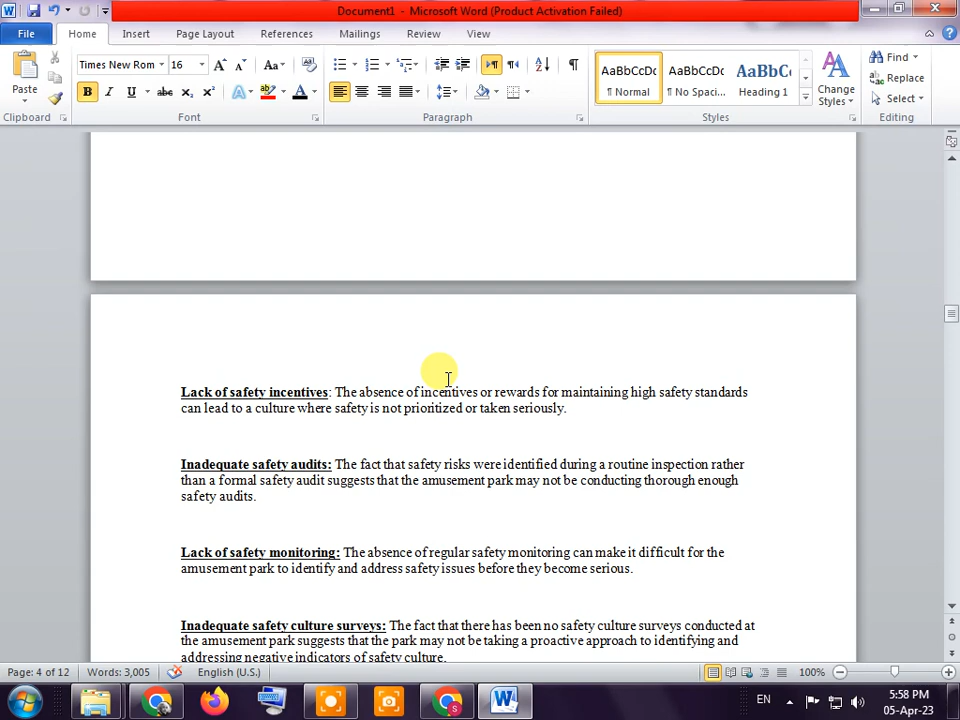 Document1 - Microsoft Word (Product Activation Failed)
File Home Insert Page Layout References Mailings Review View
Times New Rom 16 Aa
AaBbCcDc AaBbCcDc AaBbC
¶ Normal ¶ No Spaci... Heading 1
Paste
B I U abc x₂ x² A
Change
Styles
Find
Replace
Select
Clipboard Font Paragraph Styles Editing
Lack of safety incentives: The absence of incentives or rewards for maintaining high safety standards
can lead to a culture where safety is not prioritized or taken seriously.
Inadequate safety audits: The fact that safety risks were identified during a routine inspection rather
than a formal safety audit suggests that the amusement park may not be conducting thorough enough
safety audits.
Lack of safety monitoring: The absence of regular safety monitoring can make it difficult for the
amusement park to identify and address safety issues before they become serious.
Inadequate safety culture surveys: The fact that there has been no safety culture surveys conducted at
the amusement park suggests that the park may not be taking a proactive approach to identifying and
addressing negative indicators of safety culture.
Page: 4 of 12 Words: 3,005 English (U.S.) 100%
EN
5:58 PM
05-Apr-23